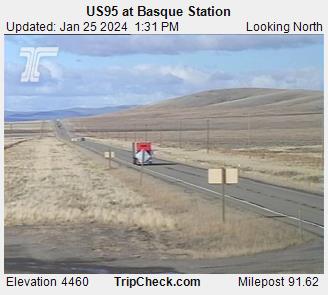 US95 at Basque Station
Updated: Jan 25 2024 1:31 PM Looking North
Elevation 4460 TripCheck.com Milepost 91.62